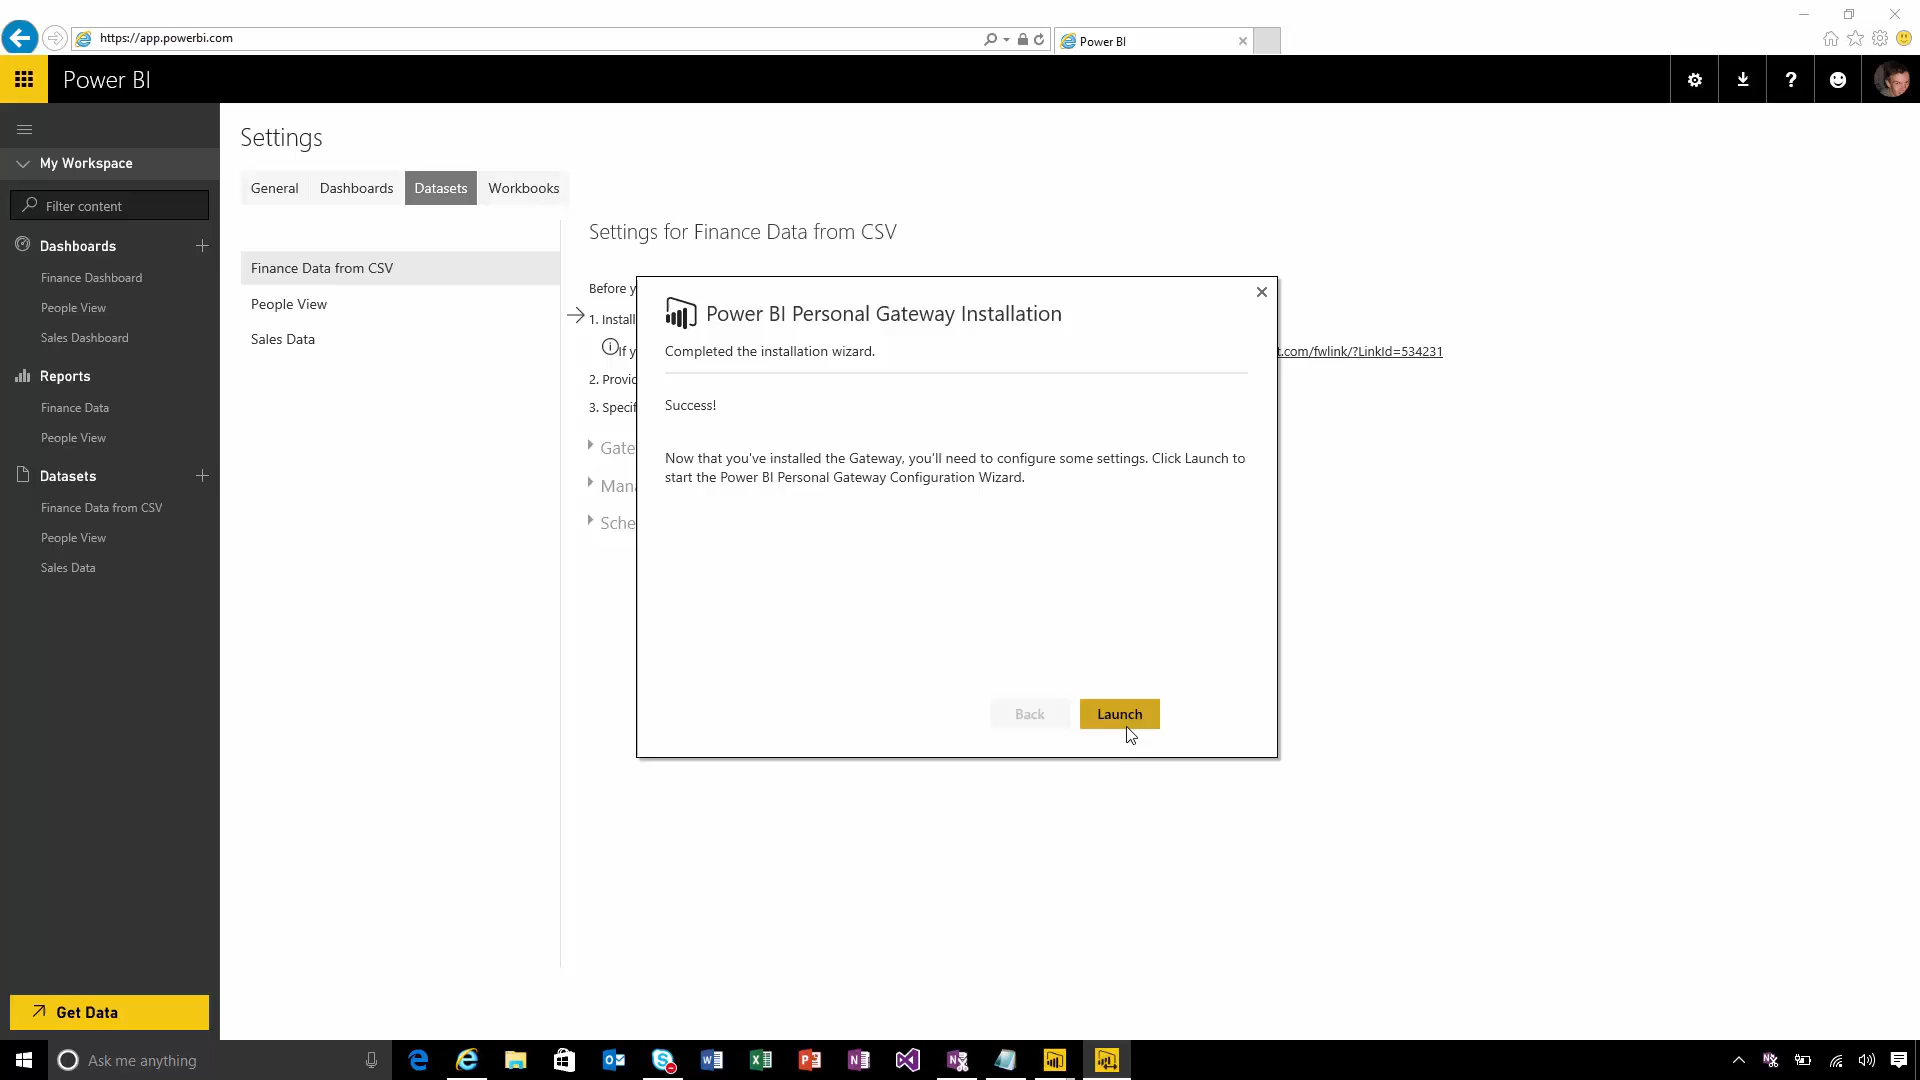 https://app.powerbi.com
Power BI
Power BI
?
My Workspace
Filter content
Dashboards
Finance Dashboard
People View
Sales Dashboard
Reports
Finance Data
People View
Datasets
Finance Data from CSV
People View
Sales Data
Get Data
Settings
General Dashboards Datasets Workbooks
Finance Data from CSV
People View
Sales Data
Settings for Finance Data from CSV
Before y
1. Install
If y
t.com/fwlink/?LinkId=534231
2. Provid
3. Specif
Gate
Mana
Sche
Power BI Personal Gateway Installation
Completed the installation wizard.
Success!
Now that you've installed the Gateway, you'll need to configure some settings. Click Launch to
start the Power BI Personal Gateway Configuration Wizard.
Back Launch
Ask me anything